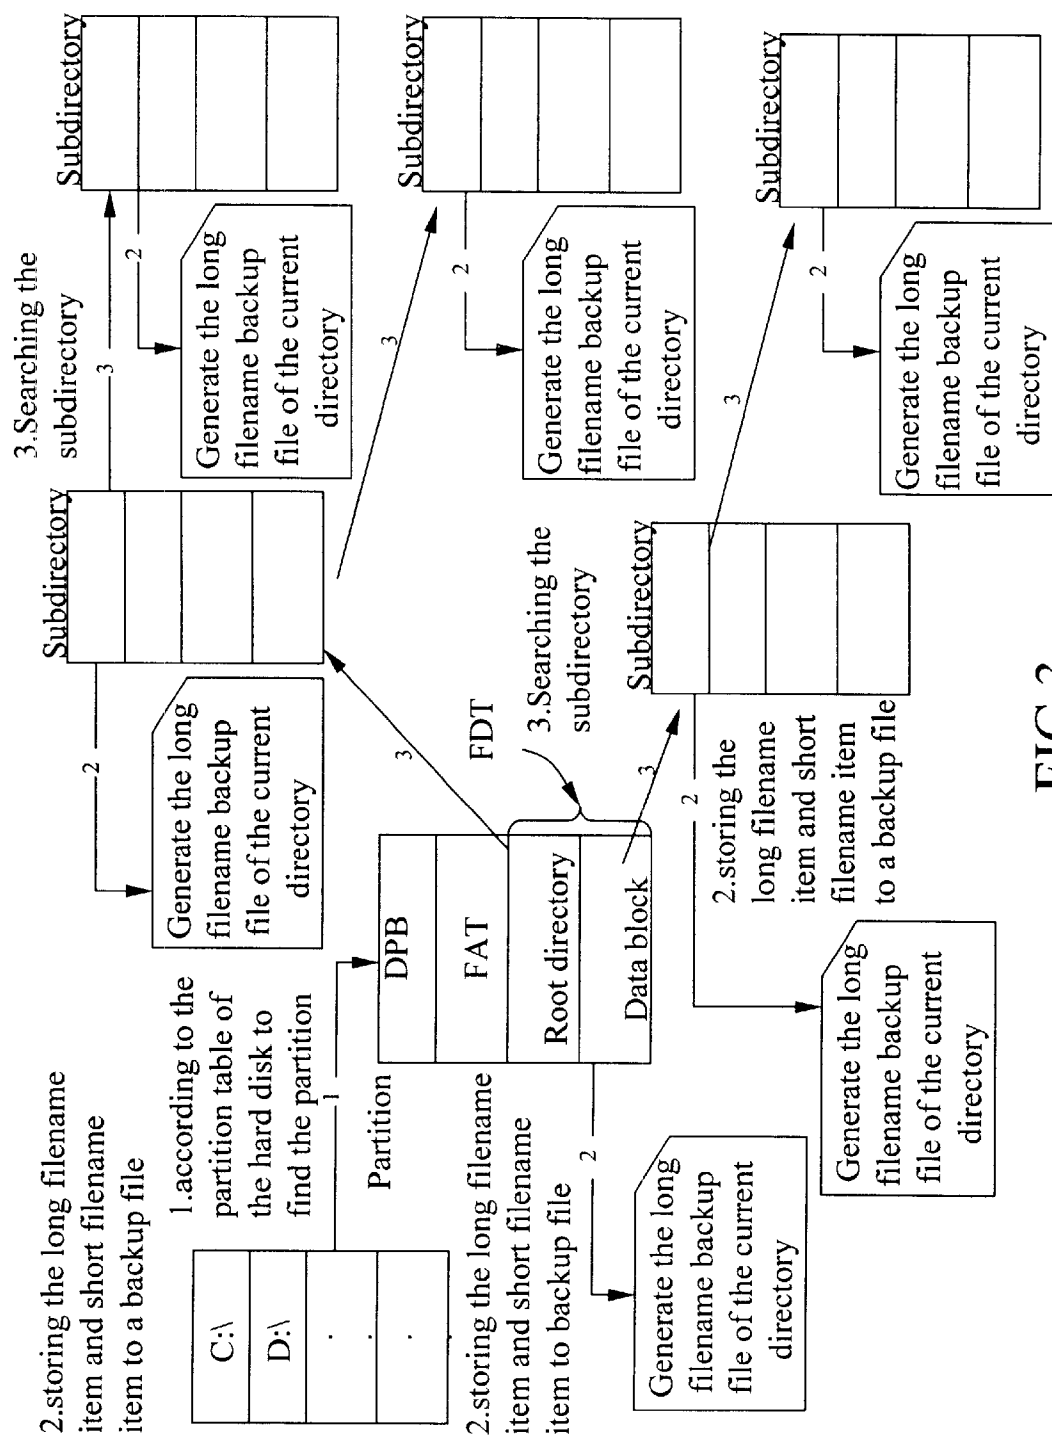 2.storing the long filename
item and short filename
item to a backup file
C:\
D:\
.
.
.
1.according to the
partition table of
the hard disk to
find the partition
1
Partition
DPB
FAT
Root directory
Data block
FDT
2.storing the long filename
item and short filename
item to backup file
2
Generate the long
filename backup
file of the current
directory
3
Subdirectory
2
Generate the long
filename backup
file of the current
directory
3.Searching the
subdirectory
3
Subdirectory
2
Generate the long
filename backup
file of the current
directory
3
Subdirectory
2
Generate the long
filename backup
file of the current
directory
3.Searching the
subdirectory
3
Subdirectory
2
2.storing the
long filename
item and short
filename item
to a backup file
Generate the long
filename backup
file of the current
directory
3
Subdirectory
2
Generate the long
filename backup
file of the current
directory